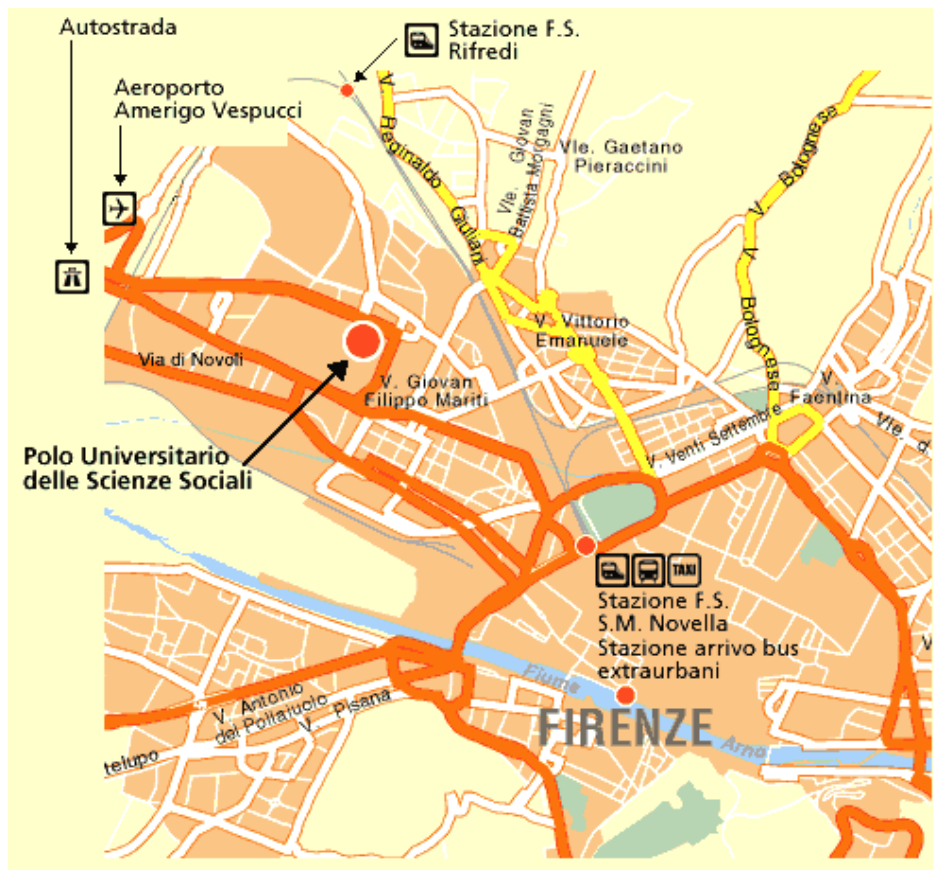 Autostrada
Stazione F.S.
Rifredi
Aeroporto
Amerigo Vespucci
V. Reginaldo Giuliani
Vle. Giovan
Battista Morgagni
Vle. Gaetano
Pieraccini
V. Bolognese
V. Bolognese
V. Vittorio
Emanuele
Via di Novoli
V. Giovan
Filippo Mariti
V.
Faentina
Vle. d
V. Venti Settembre
Polo Universitario
delle Scienze Sociali
TAXI
Stazione F.S.
S.M. Novella
Stazione arrivo bus
extraurbani
V
Fiume
Arno
FIRENZE
V. Antonio
del Pollaiuolo
V. Pisana
telupo